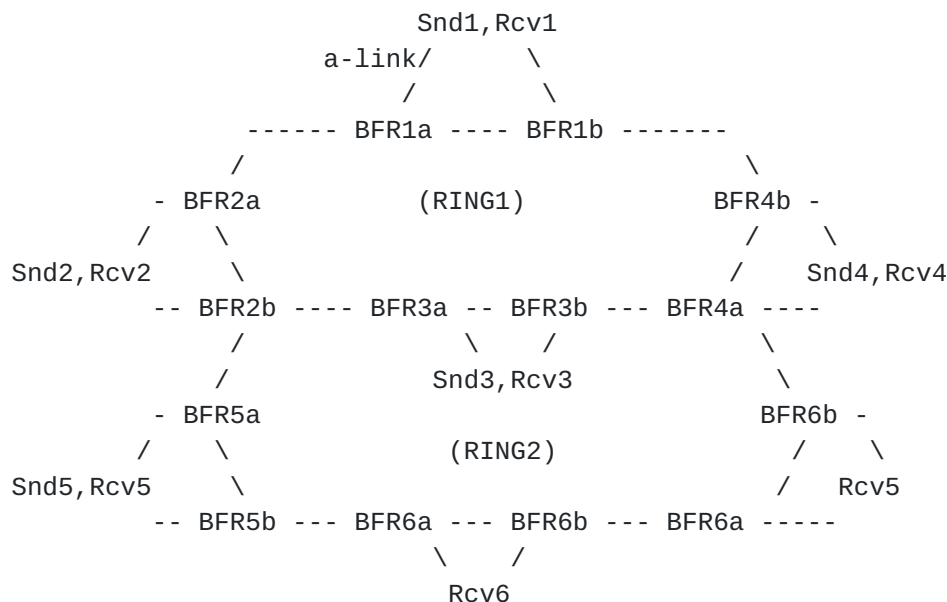 Snd1,Rcv1
a-link/ \
/ \
------ BFR1a ---- BFR1b -------
/ \
- BFR2a (RING1) BFR4b -
/ \ / \
Snd2,Rcv2 \ / Snd4,Rcv4
-- BFR2b ---- BFR3a -- BFR3b --- BFR4a ----
/ \ / \
/ Snd3,Rcv3 \
- BFR5a BFR6b -
/ \ (RING2) / \
Snd5,Rcv5 \ / Rcv5
-- BFR5b --- BFR6a --- BFR6b --- BFR6a -----
\ /
Rcv6